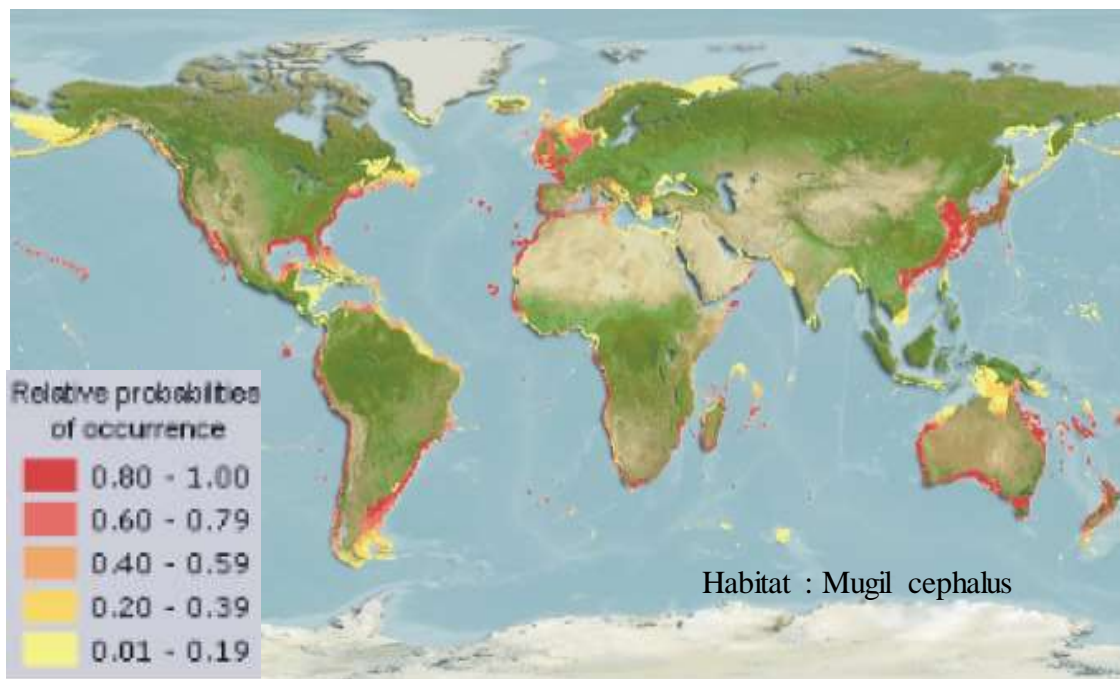 Relative probabilities
of occurrence
0.80 - 1.00
0.60 - 0.79
0.40 - 0.59
0.20 - 0.39
0.01 - 0.19
Habitat : Mugil cephalus